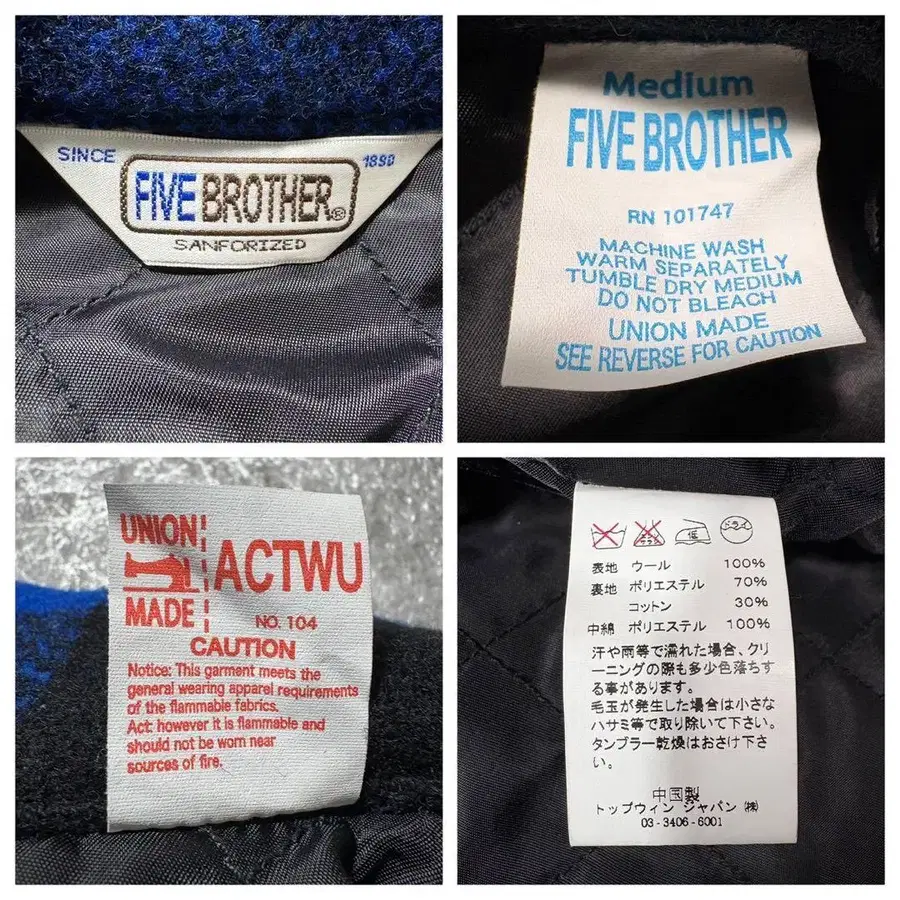 SINCE 1890
FIVE BROTHER®
SANFORIZED
Medium
FIVE BROTHER
RN 101747
MACHINE WASH
WARM SEPARATELY
TUMBLE DRY MEDIUM
DO NOT BLEACH
UNION MADE
SEE REVERSE FOR CAUTION
UNION
MADE
ACTWU
NO. 104
CAUTION
Notice: This garment meets the
general wearing apparel requirements
of the flammable fabrics.
Act: however it is flammable and
should not be worn near
sources of fire.
低 ドライ
表地 ウール 100%
裏地 ポリエステル 70%
コットン 30%
中綿 ポリエステル 100%
汗や雨等で濡れた場合、クリ
ーニングの際も多少色落ちす
る事があります。
毛玉が発生した場合は小さな
ハサミ等で取り除いて下さい。
タンブラー乾燥はおさけ下さ
い。
中国製
トップウィン ジャパン ㈱
03-3406-6001